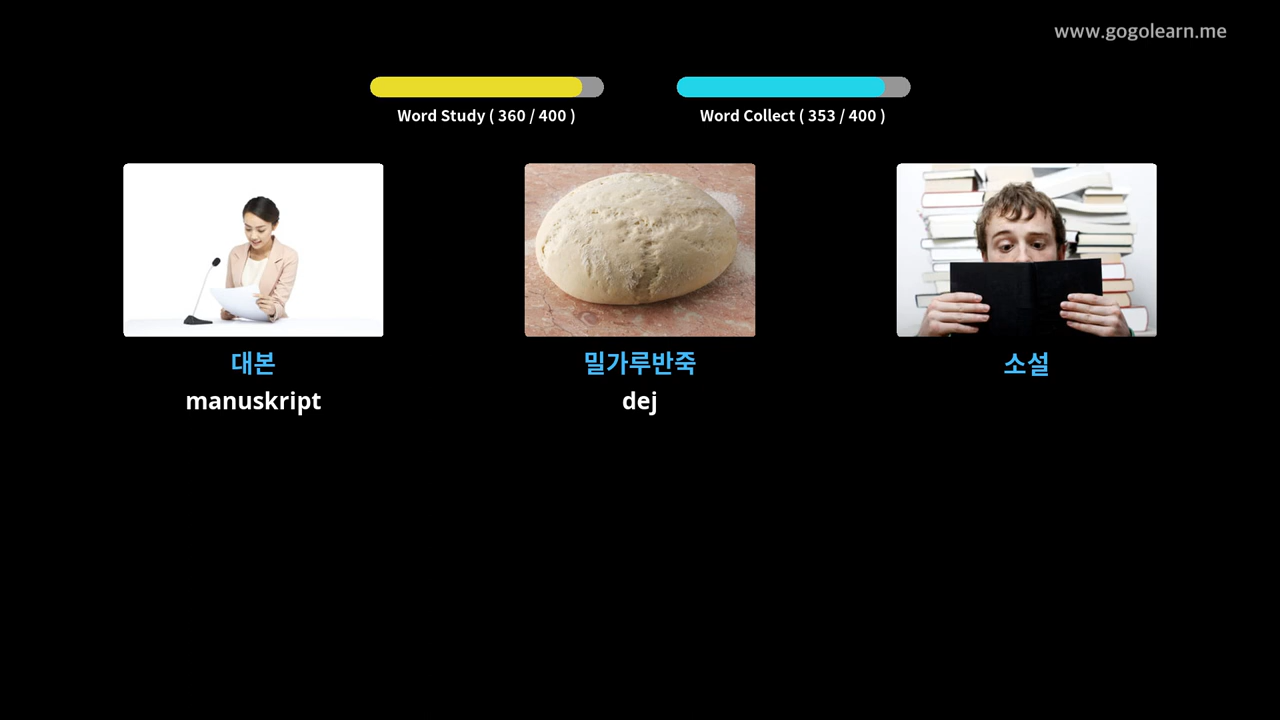 www.gogolearn.me
Word Study ( 360 / 400 )
Word Collect ( 353 / 400 )
대본
밀가루반죽
소설
manuskript
dej